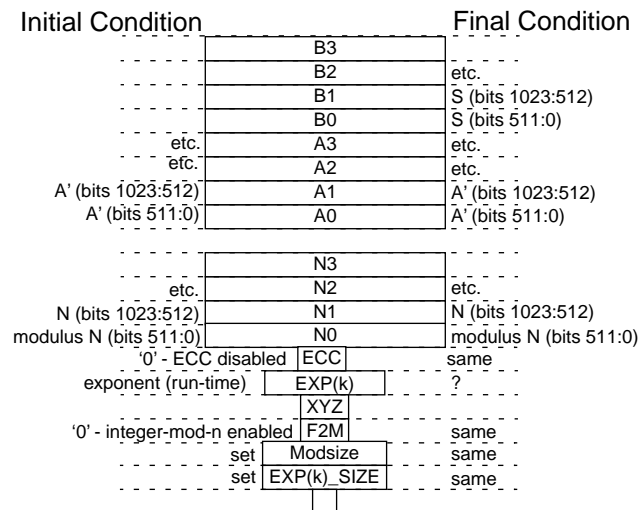 Initial Condition Final Condition
B3
B2 etc.
B1 S (bits 1023:512)
B0 S (bits 511:0)
etc. A3 etc.
etc. A2 etc.
A' (bits 1023:512) A1 A' (bits 1023:512)
A' (bits 511:0) A0 A' (bits 511:0)
N3
etc. N2 etc.
N (bits 1023:512) N1 N (bits 1023:512)
modulus N (bits 511:0) N0 modulus N (bits 511:0)
'0' - ECC disabled ECC same
exponent (run-time) EXP(k) ?
XYZ
'0' - integer-mod-n enabled F2M same
set Modsize same
set EXP(k)_SIZE same